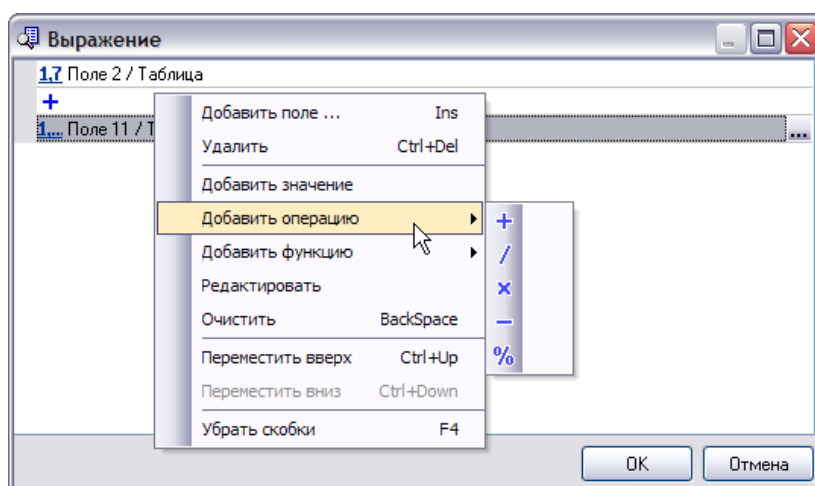 Выражение
1,7 Поле 2 / Таблица
+
1,... Поле 11 / Т
...
Добавить поле ... Ins
Удалить Ctrl+Del
Добавить значение
Добавить операцию
Добавить функцию
Редактировать
Очистить BackSpace
Переместить вверх Ctrl+Up
Переместить вниз Ctrl+Down
Убрать скобки F4
+
/
×
−
%
OK
Отмена